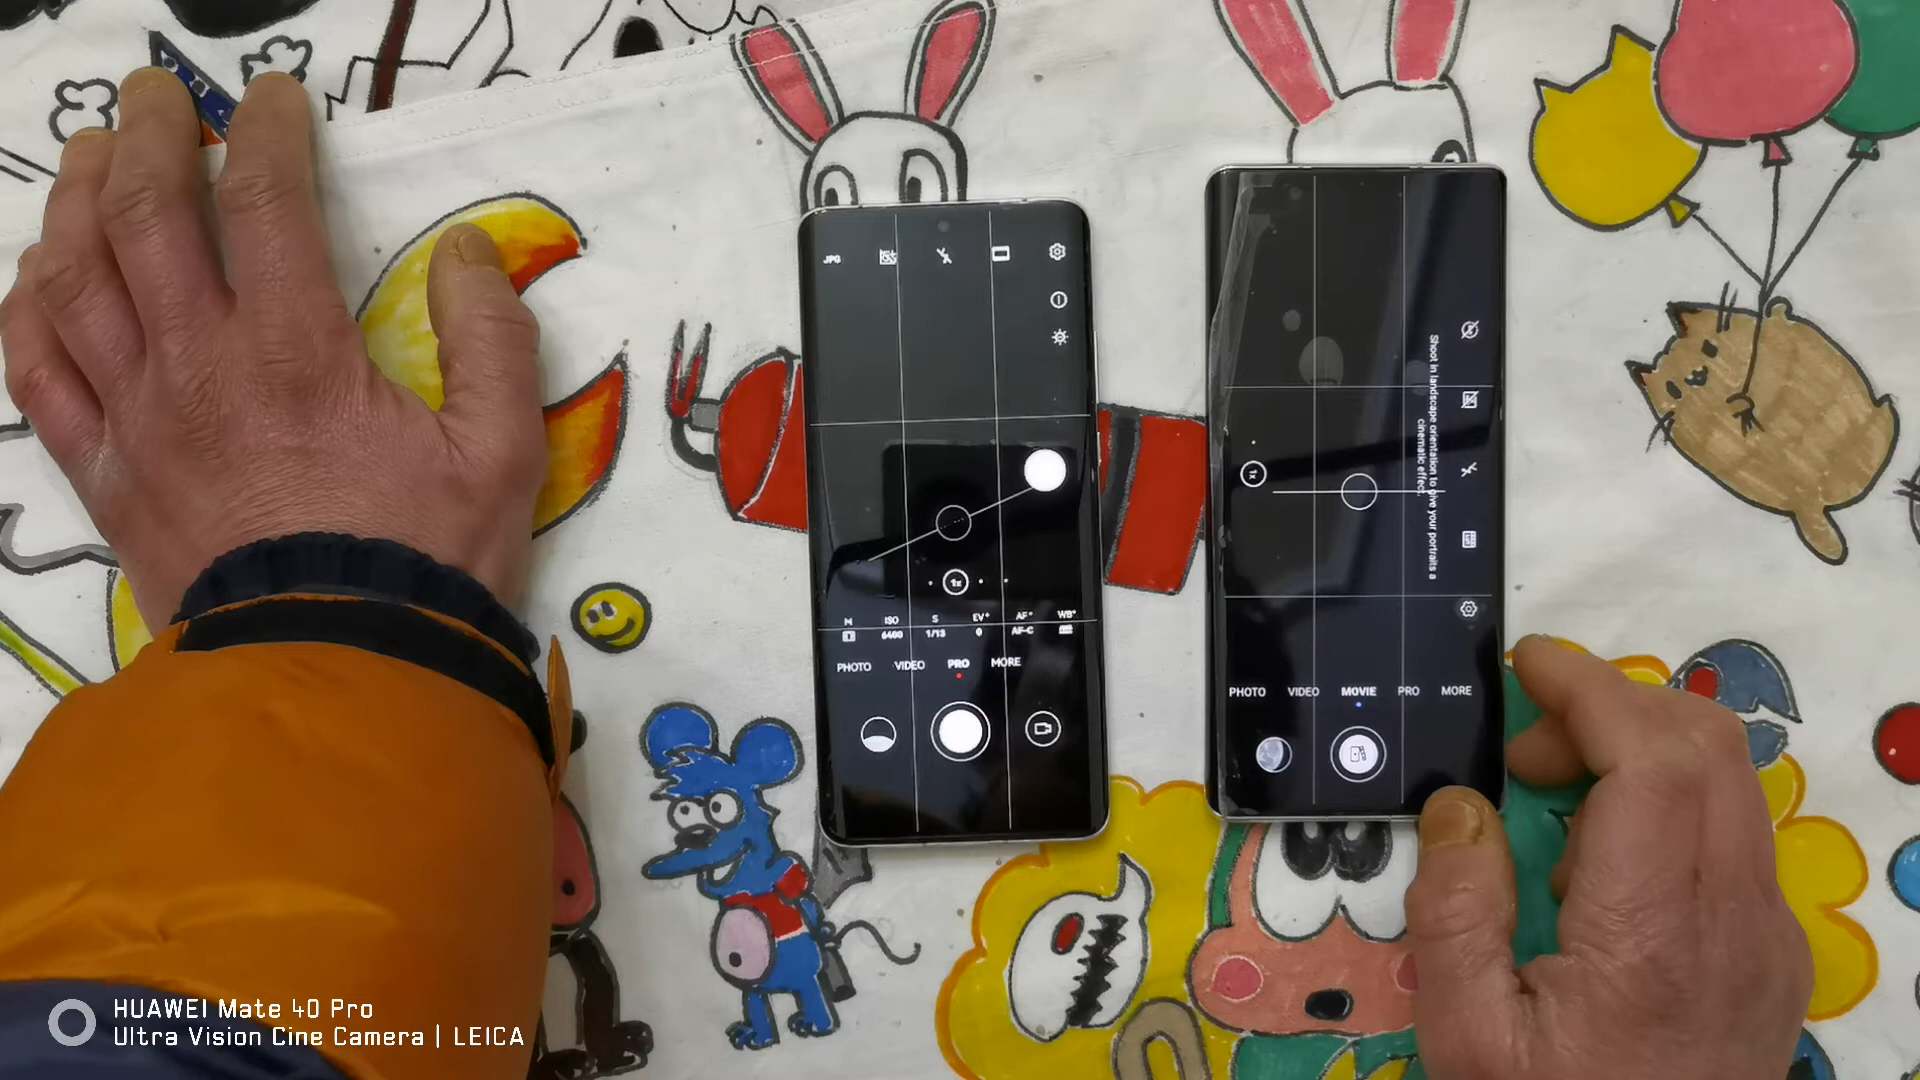 JPG
1x
M ISO S EV• AF• WB•
6400 1/13 0 AF-C
PHOTO VIDEO PRO MORE
Shoot in landscape orientation to give your portraits a
cinematic effect.
1x
PHOTO VIDEO MOVIE PRO MORE
HUAWEI Mate 40 Pro
Ultra Vision Cine Camera | LEICA